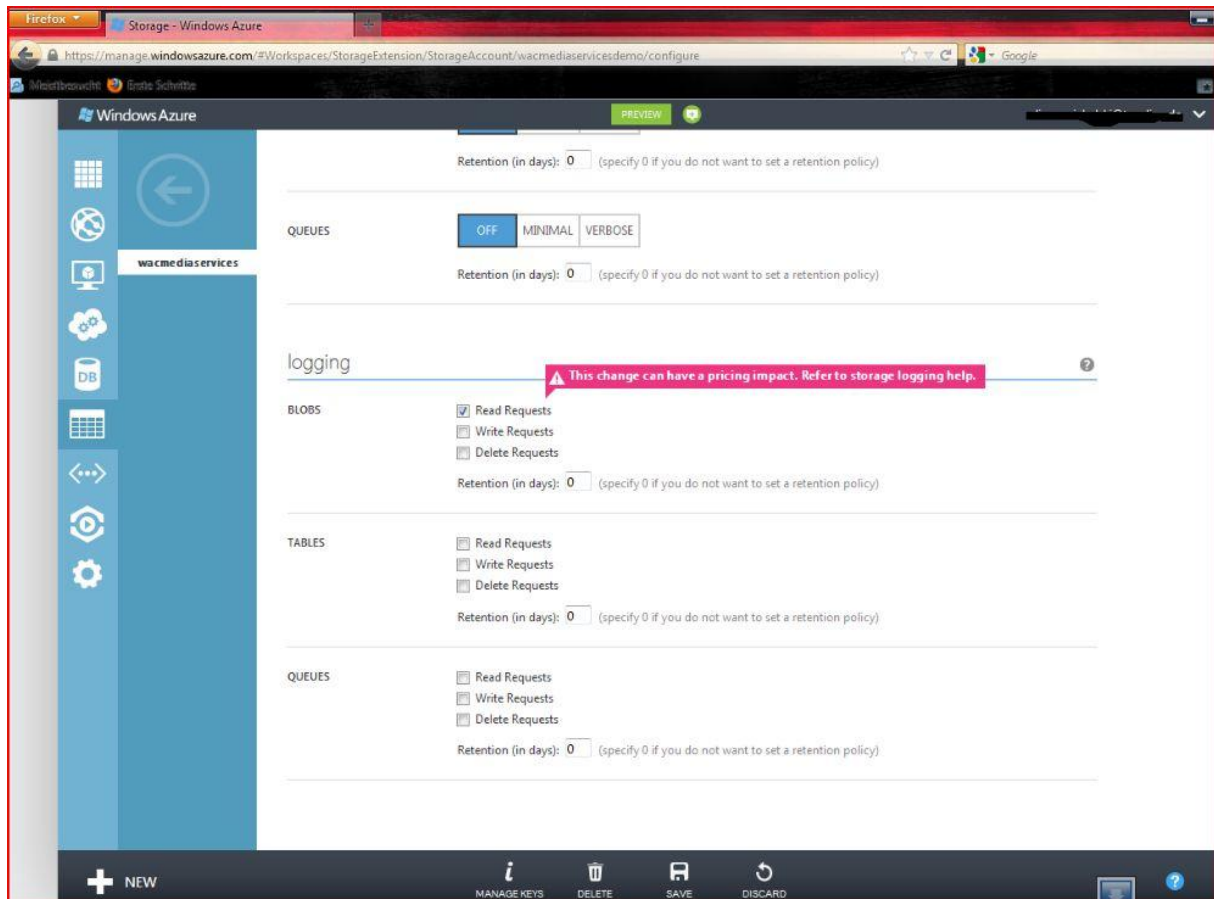 Firefox
Storage - Windows Azure
https://manage.windowsazure.com/#Workspaces/StorageExtension/StorageAccount/wacmediaservicesdemo/configure
Google
Meistbesucht Erste Schritte
Windows Azure
PREVIEW
Retention (in days): 0 (specify 0 if you do not want to set a retention policy)
QUEUES OFF MINIMAL VERBOSE
wacmediaservices
Retention (in days): 0 (specify 0 if you do not want to set a retention policy)
logging
This change can have a pricing impact. Refer to storage logging help.
BLOBS Read Requests
Write Requests
Delete Requests
Retention (in days): 0 (specify 0 if you do not want to set a retention policy)
DB
TABLES Read Requests
Write Requests
Delete Requests
Retention (in days): 0 (specify 0 if you do not want to set a retention policy)
QUEUES Read Requests
Write Requests
Delete Requests
Retention (in days): 0 (specify 0 if you do not want to set a retention policy)
NEW
MANAGE KEYS DELETE SAVE DISCARD